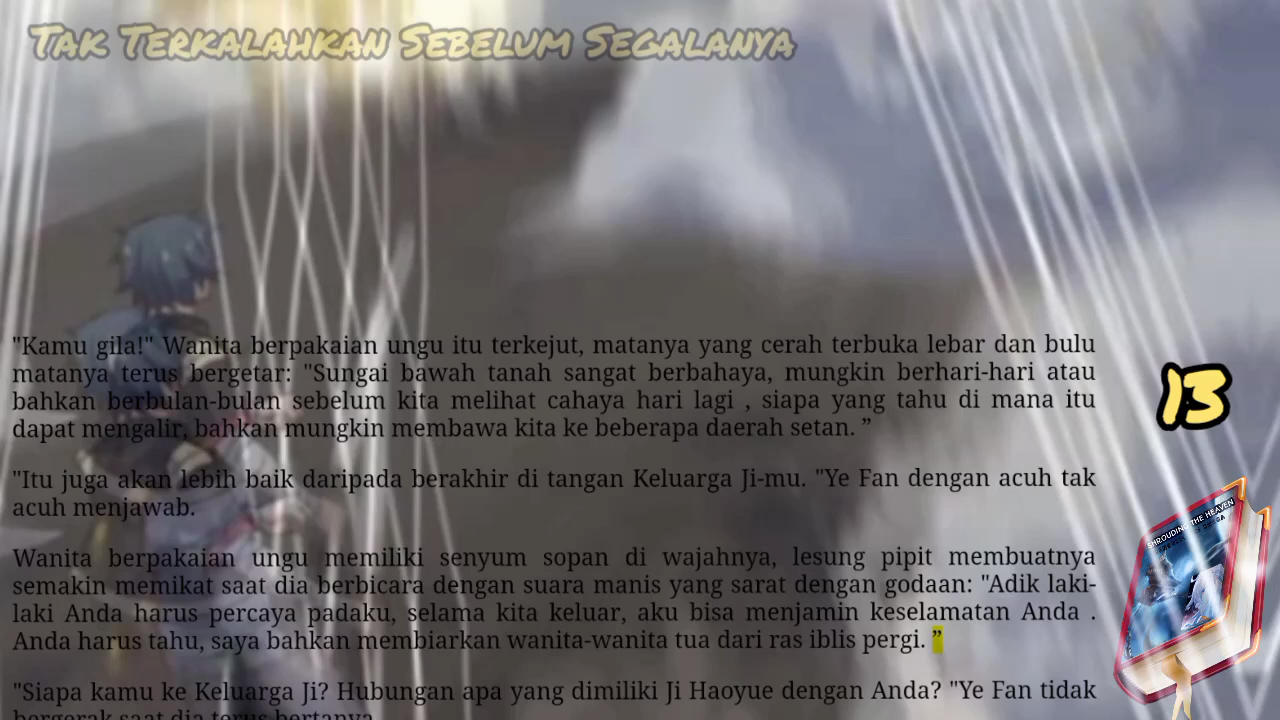 Tak Terkalahkan Sebelum Segalanya
"Kamu gila!" Wanita berpakaian ungu itu terkejut, matanya yang cerah terbuka lebar dan bulu
matanya terus bergetar: "Sungai bawah tanah sangat berbahaya, mungkin berhari-hari atau
bahkan berbulan-bulan sebelum kita melihat cahaya hari lagi , siapa yang tahu di mana itu
dapat mengalir, bahkan mungkin membawa kita ke beberapa daerah setan. ”
13
"Itu juga akan lebih baik daripada berakhir di tangan Keluarga Ji-mu. "Ye Fan dengan acuh tak
acuh menjawab.
Wanita berpakaian ungu memiliki senyum sopan di wajahnya, lesung pipit membuatnya
semakin memikat saat dia berbicara dengan suara manis yang sarat dengan godaan: "Adik laki-
laki Anda harus percaya padaku, selama kita keluar, aku bisa menjamin keselamatan Anda .
Anda harus tahu, saya bahkan membiarkan wanita-wanita tua dari ras iblis pergi. ”
"Siapa kamu ke Keluarga Ji? Hubungan apa yang dimiliki Ji Haoyue dengan Anda? "Ye Fan tidak
bergerak saat dia terus bertanya
SHROUDING THE HEAVEN